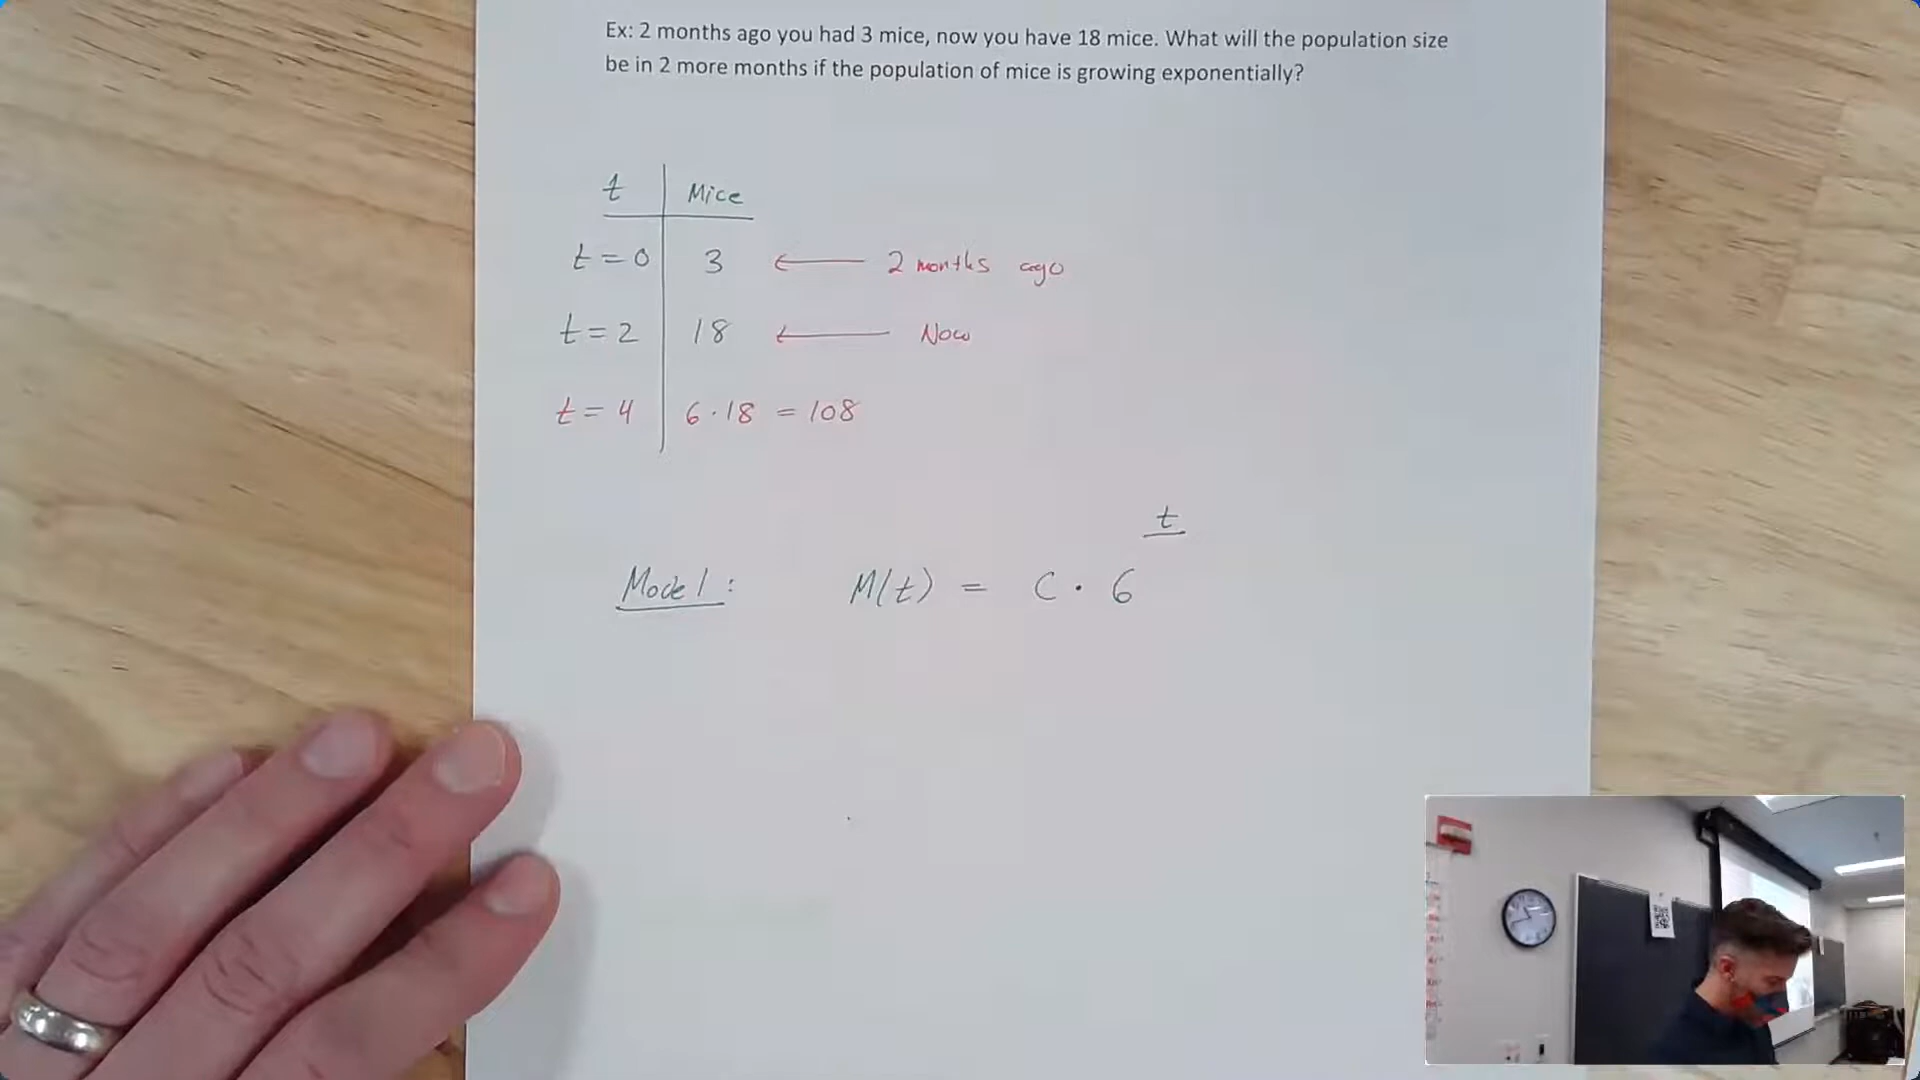 Ex: 2 months ago you had 3 mice, now you have 18 mice. What will the population size
be in 2 more months if the population of mice is growing exponentially?
t Mice
t = 0 3 ← 2 months ago
t = 2 18 ← Now
t = 4 6 · 18 = 108
t
Model: M(t) = C · 6